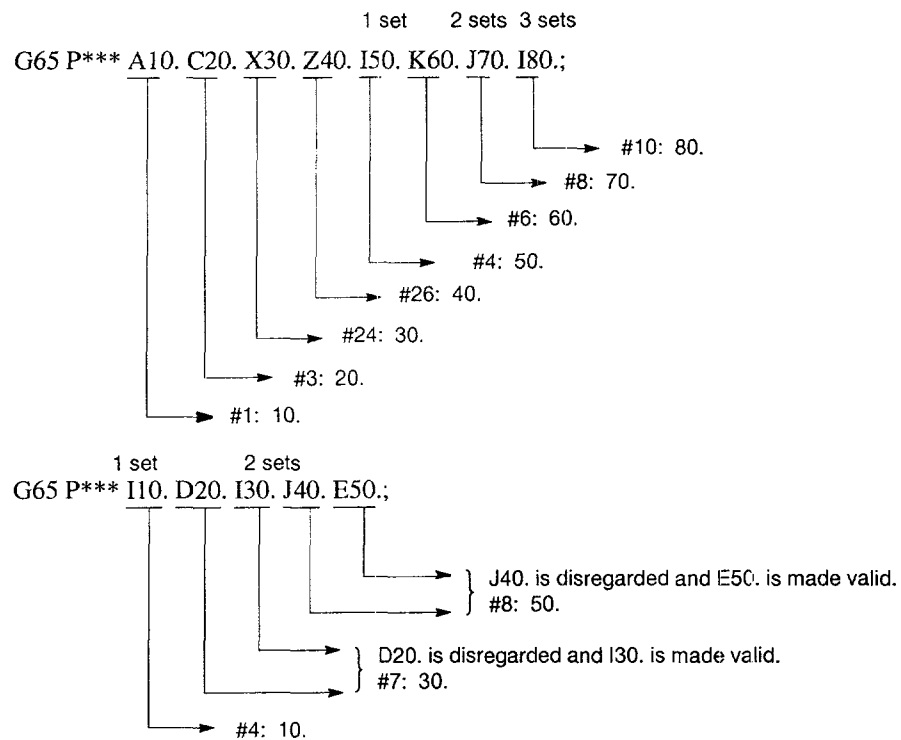 1 set 2 sets 3 sets
G65 P*** A10. C20. X30. Z40. I50. K60. J70. I80.;
#10: 80.
#8: 70.
#6: 60.
#4: 50.
#26: 40.
#24: 30.
#3: 20.
#1: 10.
1 set 2 sets
G65 P*** I10. D20. I30. J40. E50.;
J40. is disregarded and E50. is made valid.
#8: 50.
D20. is disregarded and I30. is made valid.
#7: 30.
#4: 10.